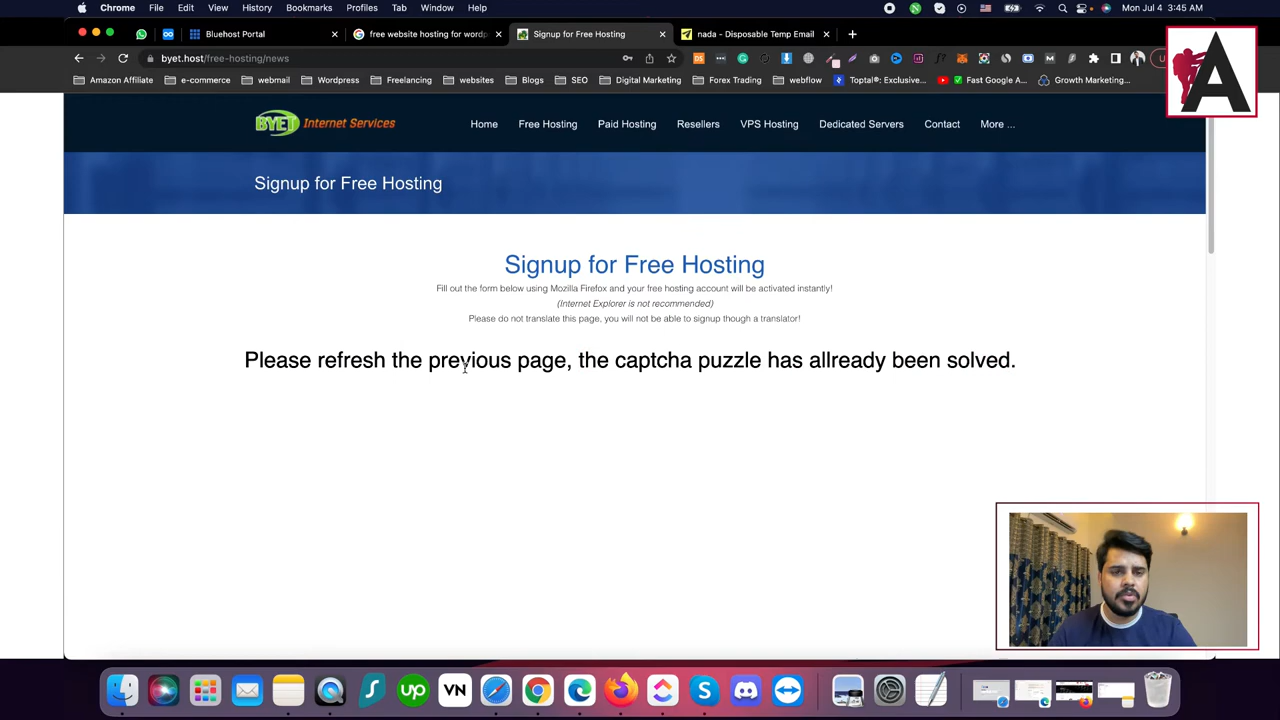 Chrome File Edit View History Bookmarks Profiles Tab Window Help Mon Jul 4 3:45 AM
Bluehost Portal
free website hosting for wordp
Signup for Free Hosting
nada - Disposable Temp Email
byet.host/free-hosting/news
Amazon Affiliate e-commerce webmail Wordpress Freelancing websites Blogs SEO Digital Marketing Forex Trading webflow Toptal: Exclusive... Fast Google A... Growth Marketing...
A
BYET Internet Services
Home Free Hosting Paid Hosting Resellers VPS Hosting Dedicated Servers Contact More ...
Signup for Free Hosting
Signup for Free Hosting
Fill out the form below using Mozilla Firefox and your free hosting account will be activated instantly!
(Internet Explorer is not recommended)
Please do not translate this page, you will not be able to signup though a translator!
Please refresh the previous page, the captcha puzzle has allready been solved.
up
VN